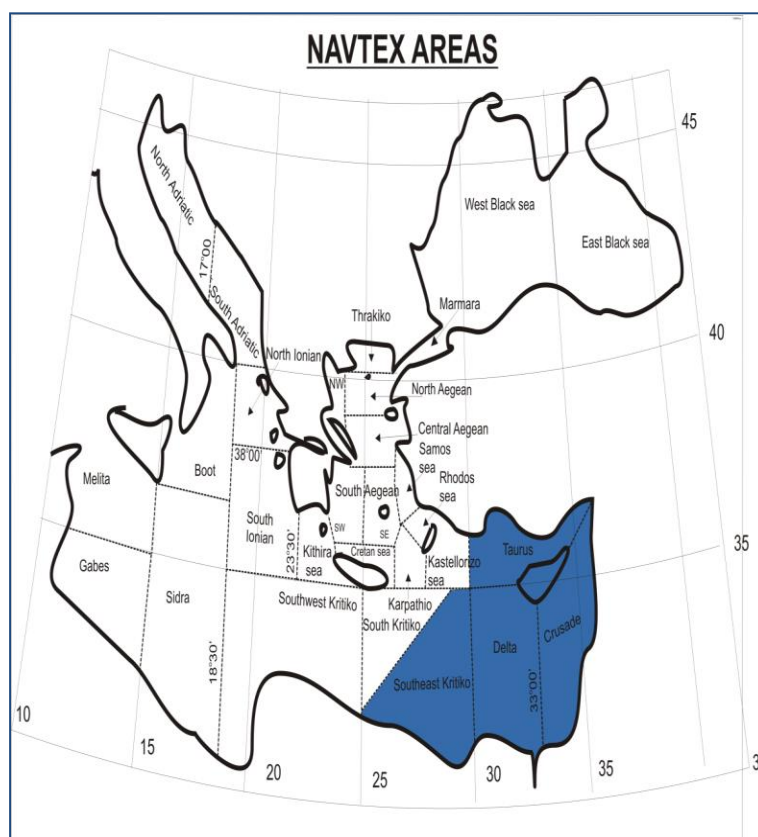 NAVTEX AREAS
45
North Adriatic
West Black sea
East Black sea
17°00
South Adriatic
Thrakiko
Marmara
40
North Ionian
NW
North Aegean
Central Aegean
Samos
sea
38°00'
Rhodos
sea
Melita
Boot
South Aegean
South
Ionian
23°30'
SW
SE
Kithira
sea
Cretan sea
Kastellorizo
sea
Taurus
35
Gabes
Sidra
Southwest Kritiko
Karpathio
South Kritiko
18°30'
Southeast Kritiko
Delta
Crusade
33°00'
10
15
20
25
30
35
3